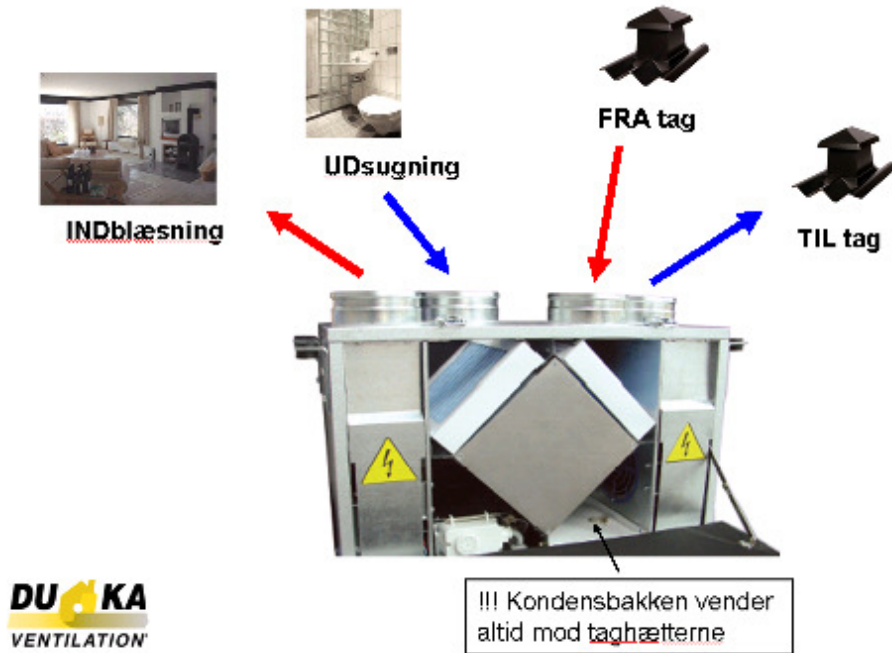 FRA tag
UDsugning
INDblæsning
TIL tag
!!! Kondensbakken vender
altid mod taghætterne
DUKA
VENTILATION